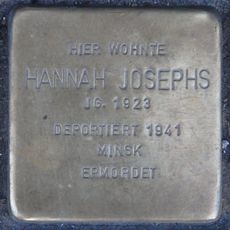 HIER WOHNTE
HANNAH JOSEPHS
JG. 1923
DEPORTIERT 1941
MINSK
ERMORDET